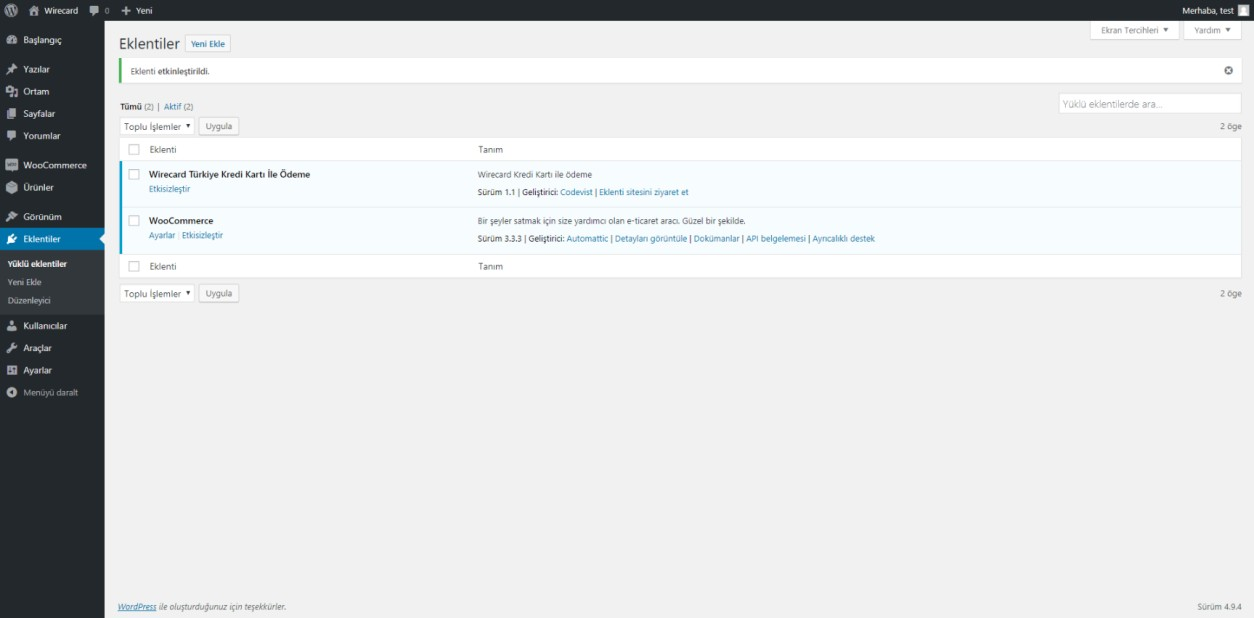 Wirecard 0 Yeni Merhaba, test
Ekran Tercihleri ▼ Yardım ▼
Başlangıç
Yazılar
Ortam
Sayfalar
Yorumlar
WooCommerce
Ürünler
Görünüm
Eklentiler
Yüklü eklentiler
Yeni Ekle
Düzenleyici
Kullanıcılar
Araçlar
Ayarlar
Menüyü daralt
Eklentiler Yeni Ekle
Eklenti etkinleştirildi.
Tümü (2) | Aktif (2)
Yüklü eklentilerde ara...
Toplu İşlemler ▼ Uygula 2 öge
Eklenti Tanım
Wirecard Türkiye Kredi Kartı İle Ödeme Wirecard Kredi Kartı ile ödeme
Etkisizleştir Sürüm 1.1 | Geliştirici: Codevist | Eklenti sitesini ziyaret et
WooCommerce Bir şeyler satmak için size yardımcı olan e-ticaret aracı. Güzel bir şekilde.
Ayarlar | Etkisizleştir Sürüm 3.3.3 | Geliştirici: Automattic | Detayları görüntüle | Dokümanlar | API belgelemesi | Ayrıcalıklı destek
Eklenti Tanım
Toplu İşlemler ▼ Uygula 2 öge
WordPress ile oluşturduğunuz için teşekkürler. Sürüm 4.9.4